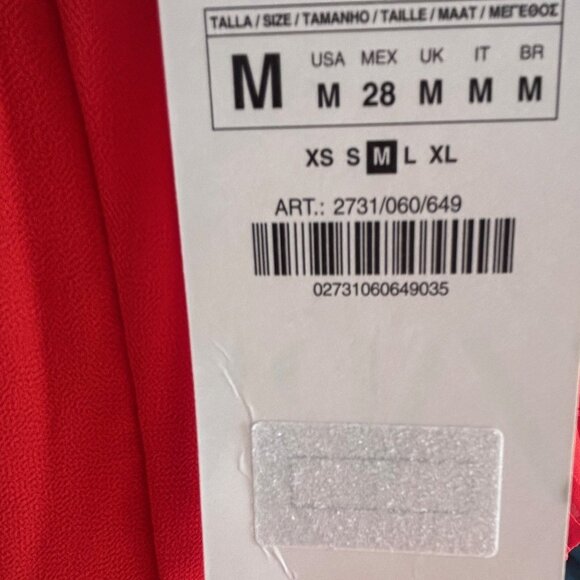 TALLA / SIZE / TAMANHO / TAILLE / MAAT / ΜΕΓΕΘΟΣ
M USA MEX UK IT BR
M 28 M M M
XS S M L XL
ART.: 2731/060/649
02731060649035